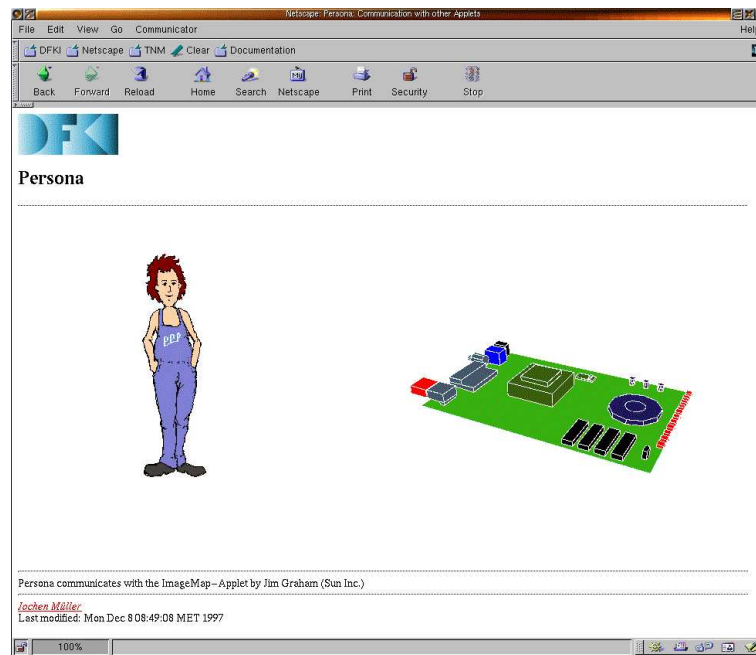 Netscape: Persona: Communication with other Applets
File Edit View Go Communicator Help
DFKI Netscape TNM Clear Documentation
Back Forward Reload Home Search Netscape Print Security Stop
DFKI
Persona
PPP
Persona communicates with the ImageMap-Applet by Jim Graham (Sun Inc.)
Jochen Müller
Last modified: Mon Dec 8 08:49:08 MET 1997
100%